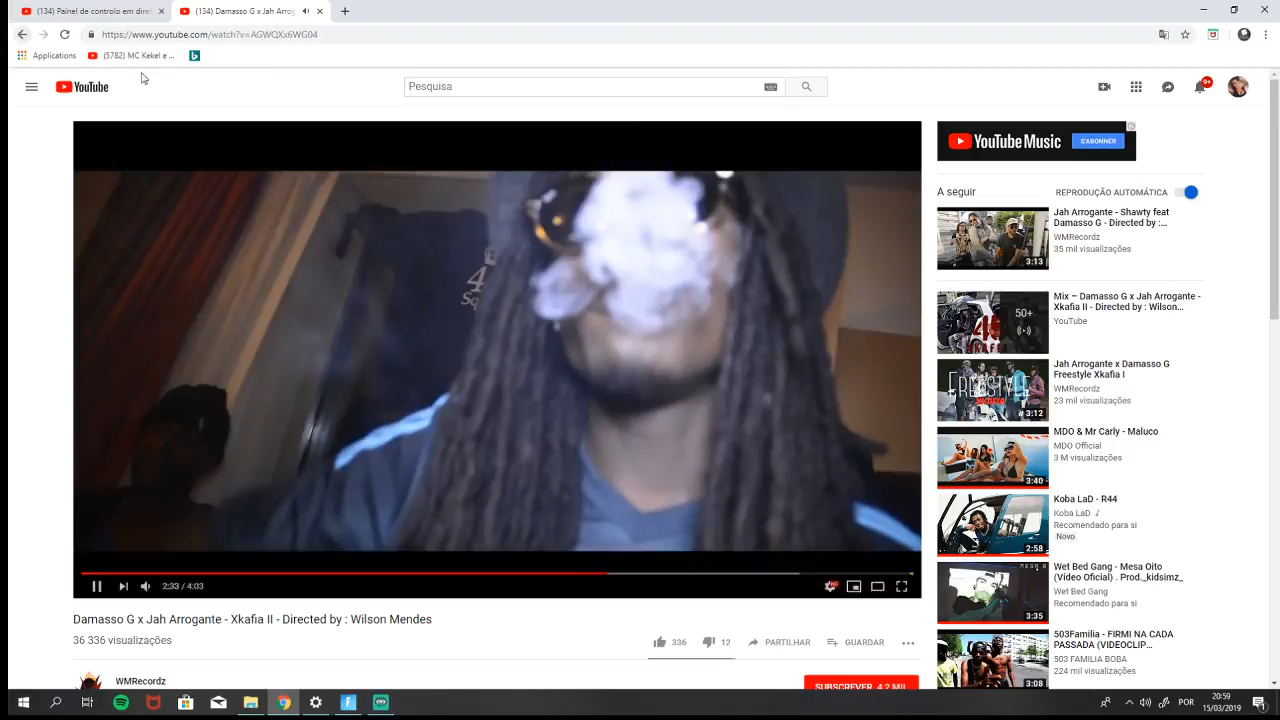 (134) Painel de controlo em dire
(134) Damasso G x Jah Arrog
https://www.youtube.com/watch?v=AGWQXx6WG04
Applications
(5782) MC Kekel e ...
YouTube
Pesquisa
9+
YouTube Music
S'ABONNER
A seguir
REPRODUÇÃO AUTOMÁTICA
Jah Arrogante - Shawty feat
Damasso G - Directed by :...
WMRecordz
35 mil visualizações
3:13
Mix – Damasso G x Jah Arrogante -
Xkafia II - Directed by : Wilson...
YouTube
50+
Jah Arrogante x Damasso G
Freestyle Xkafia I
WMRecordz
23 mil visualizações
FREESTYLE
3:12
MDO & Mr Carly - Maluco
MDO Official
3 M visualizações
3:40
Koba LaD - R44
Koba LaD
Recomendado para si
Novo
2:58
Wet Bed Gang - Mesa Oito
(Vídeo Oficial) . Prod._kidsimz_
Wet Bed Gang
Recomendado para si
3:35
503Familia - FIRMI NA CADA
PASSADA (VIDEOCLIP...
503 FAMILIA BOBA
224 mil visualizações
3:08
2:33 / 4:03
Damasso G x Jah Arrogante - Xkafia II - Directed by : Wilson Mendes
36 336 visualizações
336
12
PARTILHAR
GUARDAR
WMRecordz
SUBSCREVER 4,2 MIL
POR
20:59
15/03/2019